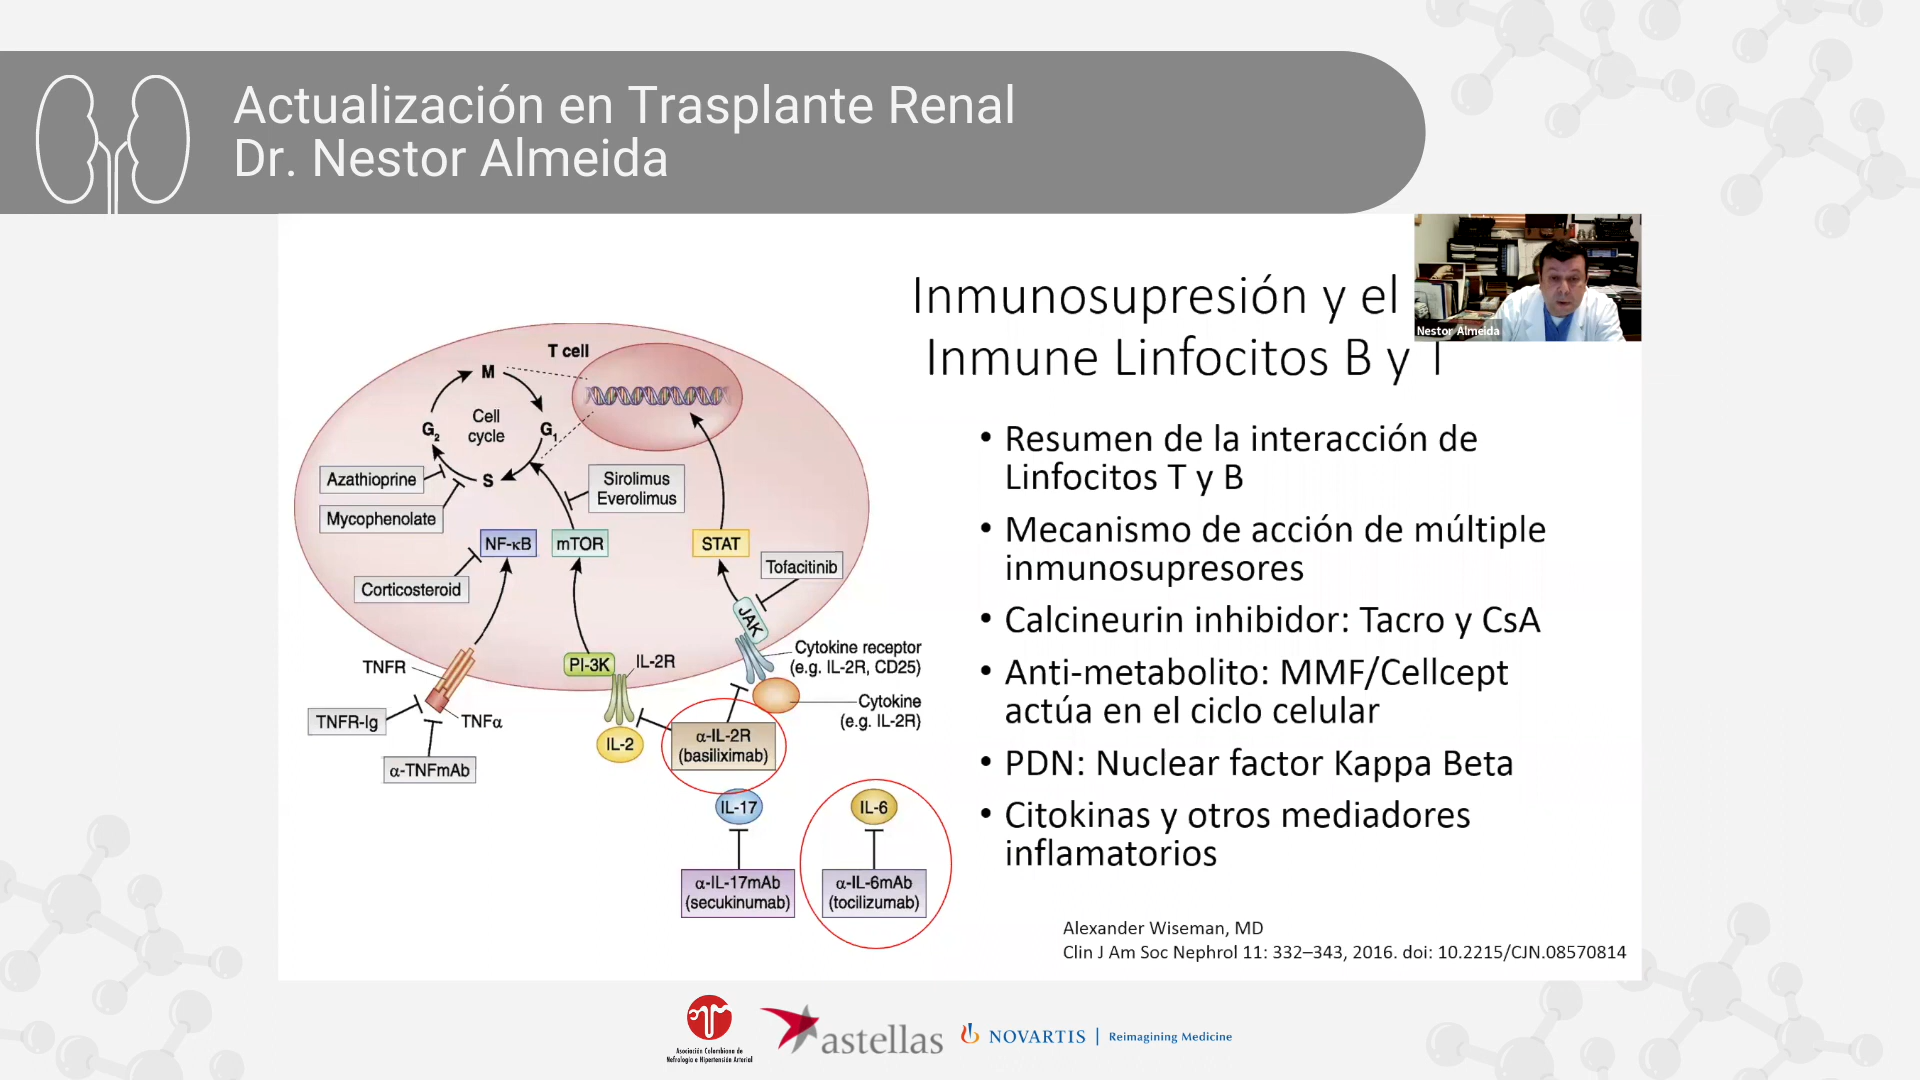 Actualización en Trasplante Renal
Dr. Nestor Almeida
Nestor Almeida
Inmunosupresión y el
Inmune Linfocitos B y T
• Resumen de la interacción de
Linfocitos T y B
• Mecanismo de acción de múltiple
inmunosupresores
• Calcineurin inhibidor: Tacro y CsA
• Anti-metabolito: MMF/Cellcept
actúa en el ciclo celular
• PDN: Nuclear factor Kappa Beta
• Citokinas y otros mediadores
inflamatorios
T cell
M
Cell
cycle
G2
G1
S
Azathioprine
Mycophenolate
Sirolimus
Everolimus
NF-κB
mTOR
STAT
Corticosteroid
Tofacitinib
JAK
TNFR
PI-3K
IL-2R
Cytokine receptor
(e.g. IL-2R, CD25)
Cytokine
(e.g. IL-2R)
TNFR-Ig
TNFα
IL-2
α-IL-2R
(basiliximab)
α-TNFmAb
IL-17
IL-6
α-IL-17mAb
(secukinumab)
α-IL-6mAb
(tocilizumab)
Alexander Wiseman, MD
Clin J Am Soc Nephrol 11: 332–343, 2016. doi: 10.2215/CJN.08570814
Asociación Colombiana de
Nefrología e Hipertensión Arterial
astellas
NOVARTIS | Reimagining Medicine